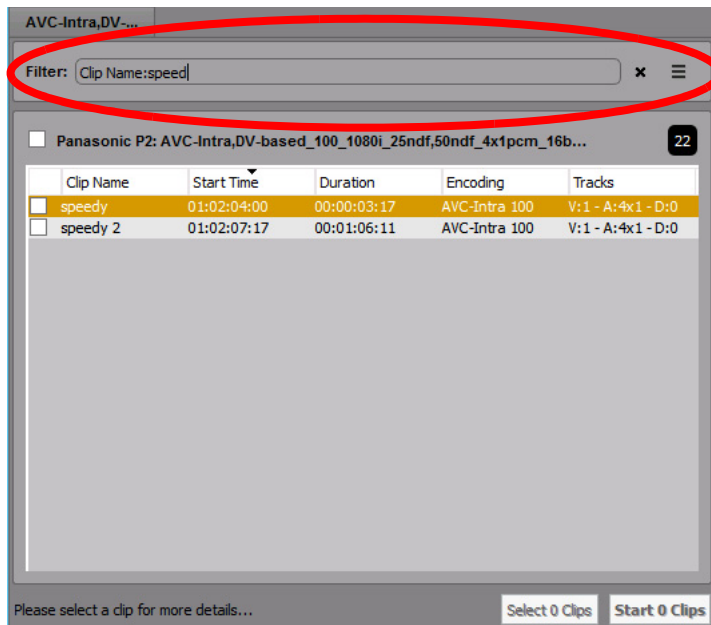 AVC-Intra,DV-...
Filter: Clip Name:speed
Panasonic P2: AVC-Intra,DV-based_100_1080i_25ndf,50ndf_4x1pcm_16b... 22
Clip Name Start Time Duration Encoding Tracks
speedy 01:02:04:00 00:00:03:17 AVC-Intra 100 V:1 - A:4x1 - D:0
speedy 2 01:02:07:17 00:01:06:11 AVC-Intra 100 V:1 - A:4x1 - D:0
Please select a clip for more details... Select 0 Clips Start 0 Clips